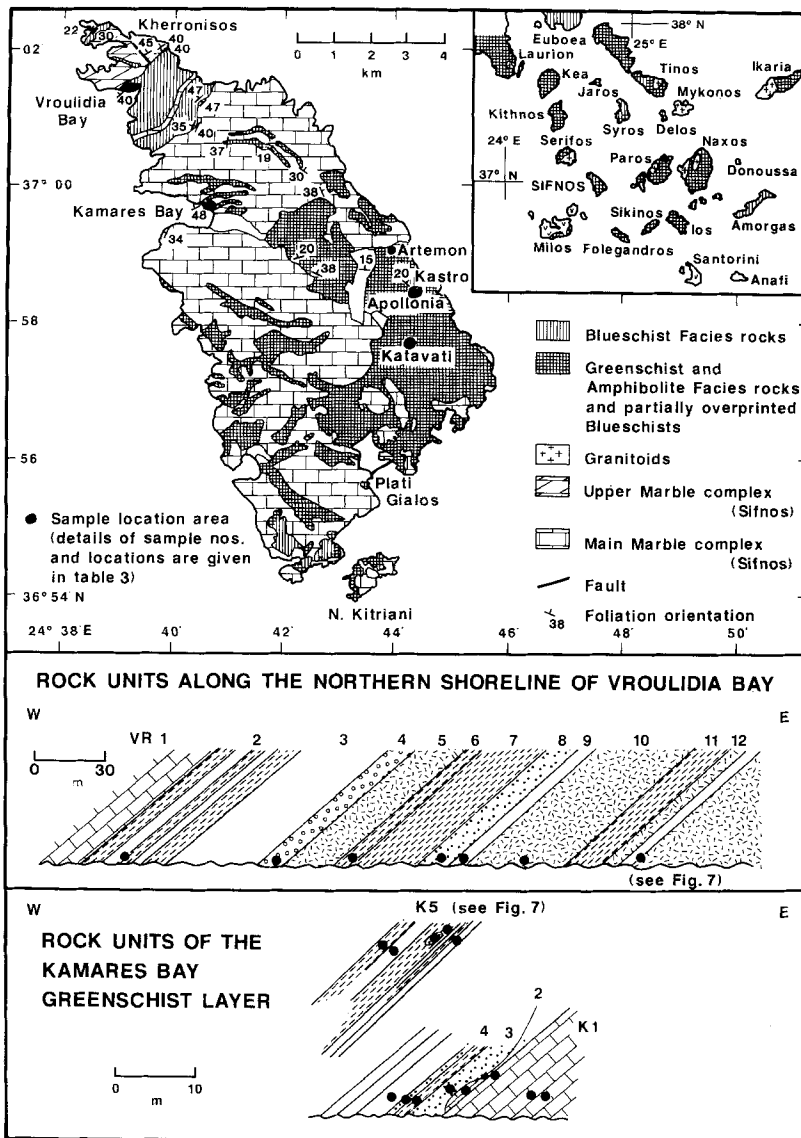 Kherronisos
22
30
45
40
40
02'
0 1 2 3 4
km
Vroulidia
Bay
40
47
47
35
40
37
19
30
38
37° 00'
Kamares Bay
48
34
20
38
15
Artemon
20
Kastro
Apollonia
58
Katavati
56
Plati
Gialos
Sample location area
(details of sample nos.
and locations are given
in table 3)
36° 54' N
N. Kitriani
24° 38' E 40' 42' 44' 46' 48' 50'
38° N
25° E
Euboea
Laurion
Kea
Jaros
Tinos
Ikaria
Mykonos
Kithnos
Syros
Delos
24° E
Serifos
Paros
Naxos
37° N
SIFNOS
Donoussa
Sikinos
Ios
Amorgas
Milos
Folegandros
Santorini
Anafi
Blueschist Facies rocks
Greenschist and
Amphibolite Facies rocks
and partially overprinted
Blueschists
Granitoids
Upper Marble complex
(Sifnos)
Main Marble complex
(Sifnos)
Fault
38 Foliation orientation
ROCK UNITS ALONG THE NORTHERN SHORELINE OF VROULIDIA BAY
W E
VR 1 2 3 4 5 6 7 8 9 10 11 12
0 30
m
(see Fig. 7)
W E
K5 (see Fig. 7)
ROCK UNITS OF THE
KAMARES BAY
GREENSCHIST LAYER
2
4 3 K1
0 10
m